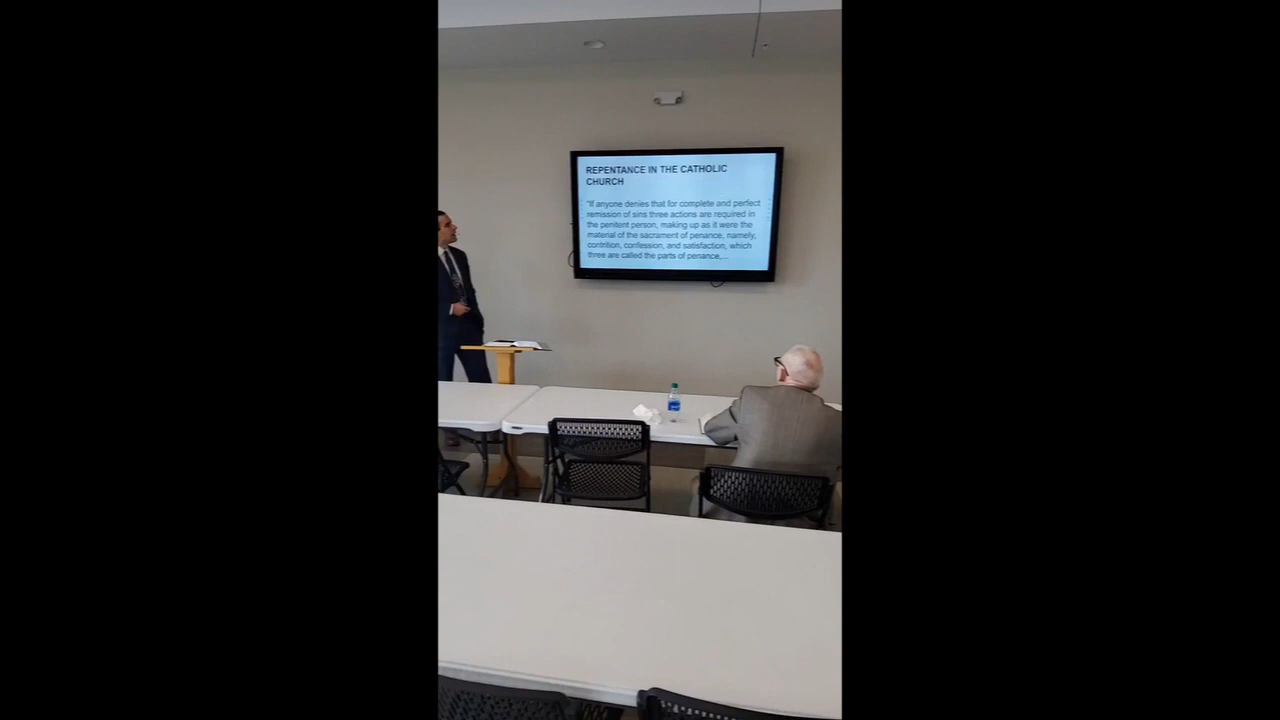 REPENTANCE IN THE CATHOLIC
CHURCH
"If anyone denies that for complete and perfect
remission of sins three actions are required in
the penitent person, making up as it were the
material of the sacrament of penance, namely,
contrition, confession, and satisfaction, which
three are called the parts of penance,...